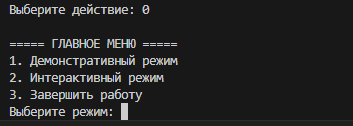 Выберите действие: 0
===== ГЛАВНОЕ МЕНЮ =====
1. Демонстративный режим
2. Интерактивный режим
3. Завершить работу
Выберите режим: